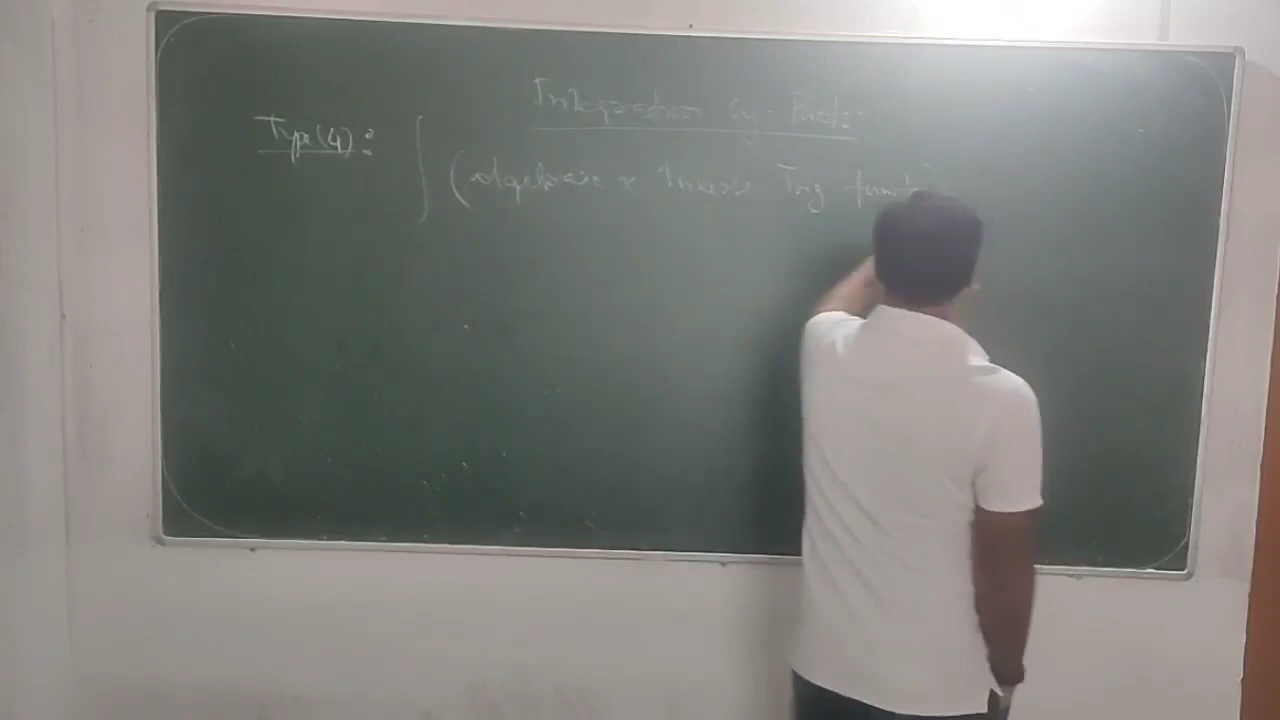 Integration by Parts:
Type(4): ∫ (algebraic × Inverse Trig